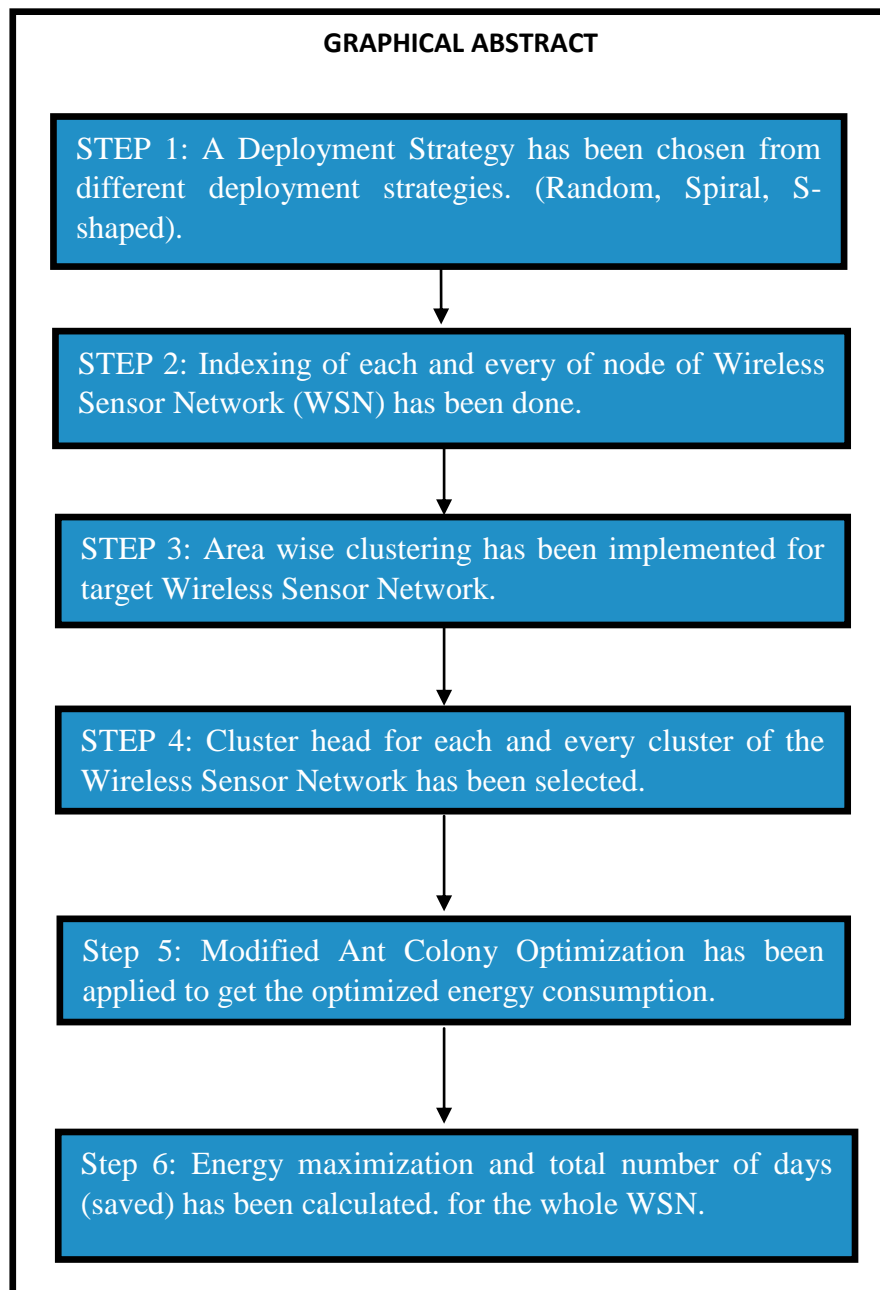 GRAPHICAL ABSTRACT
STEP 1: A Deployment Strategy has been chosen from
different deployment strategies. (Random, Spiral, S-
shaped).
STEP 2: Indexing of each and every of node of Wireless
Sensor Network (WSN) has been done.
STEP 3: Area wise clustering has been implemented for
target Wireless Sensor Network.
STEP 4: Cluster head for each and every cluster of the
Wireless Sensor Network has been selected.
Step 5: Modified Ant Colony Optimization has been
applied to get the optimized energy consumption.
Step 6: Energy maximization and total number of days
(saved) has been calculated. for the whole WSN.